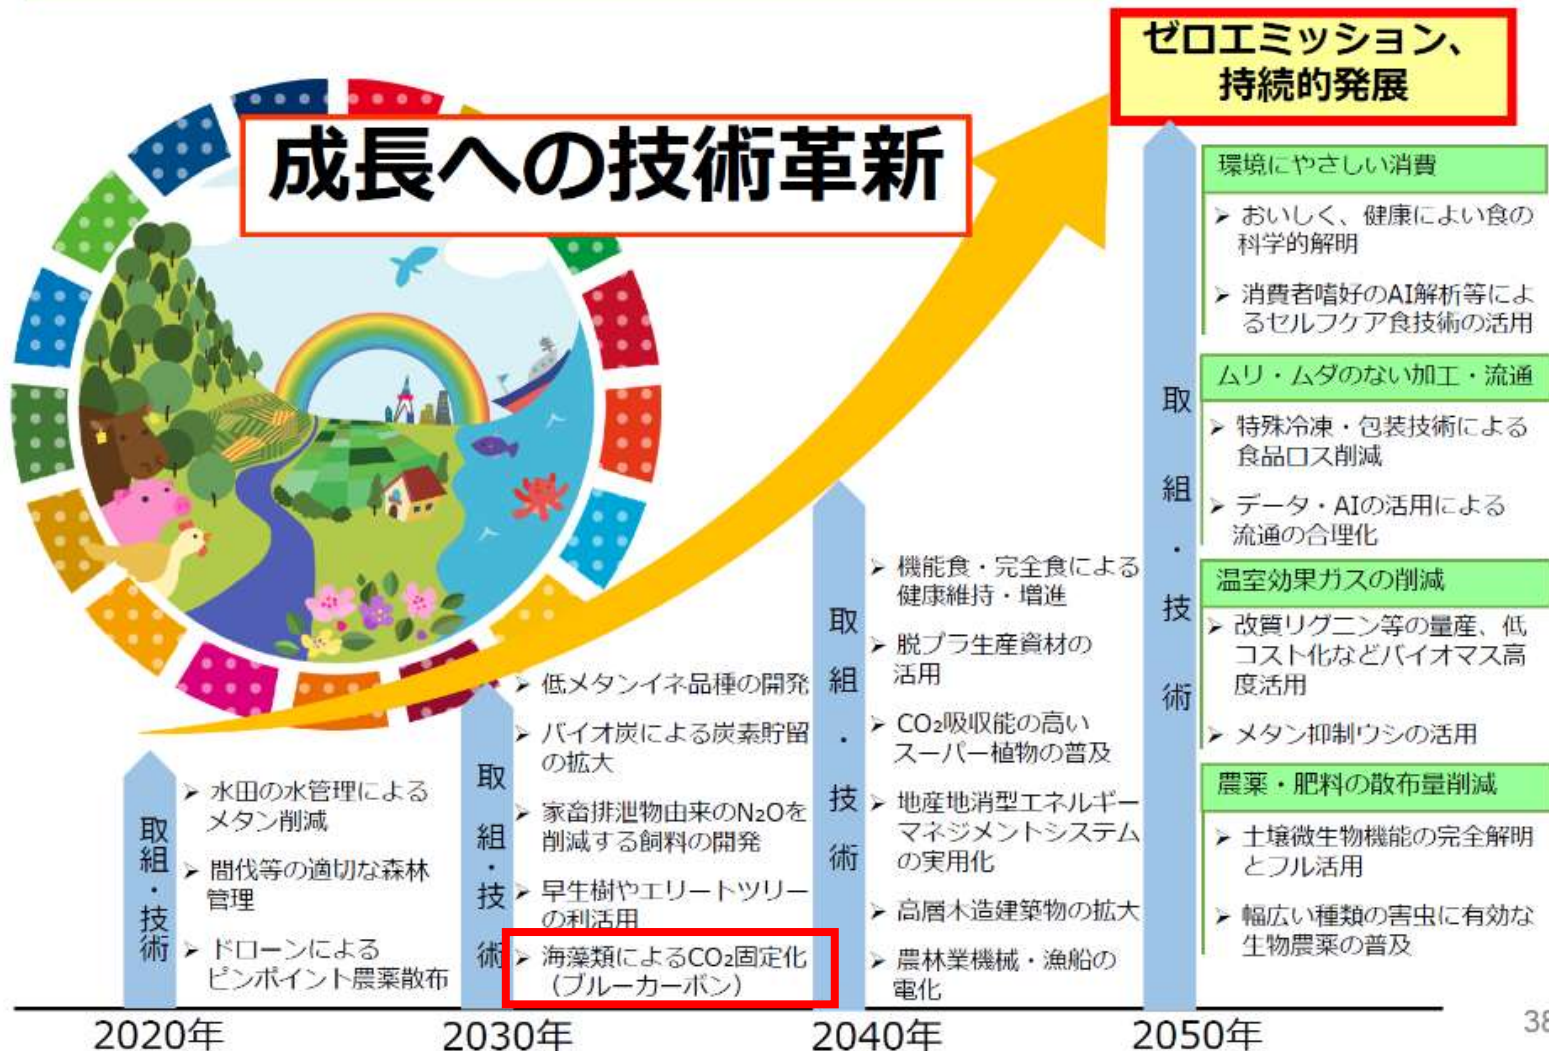 ゼロエミッション、
持続的発展
成長への技術革新
取組・技術
➢ 水田の水管理による
メタン削減
➢ 間伐等の適切な森林
管理
➢ ドローンによる
ピンポイント農薬散布
取組・技術
➢ 低メタンイネ品種の開発
➢ バイオ炭による炭素貯留
の拡大
➢ 家畜排泄物由来のN₂Oを
削減する飼料の開発
➢ 早生樹やエリートツリー
の利活用
➢ 海藻類によるCO₂固定化
(ブルーカーボン)
取組・技術
➢ 機能食・完全食による
健康維持・増進
➢ 脱プラ生産資材の
活用
➢ CO₂吸収能の高い
スーパー植物の普及
➢ 地産地消型エネルギー
マネジメントシステム
の実用化
➢ 高層木造建築物の拡大
➢ 農林業機械・漁船の
電化
取組・技術
環境にやさしい消費
➢ おいしく、健康によい食の
科学的解明
➢ 消費者嗜好のAI解析等によ
るセルフケア食技術の活用
ムリ・ムダのない加工・流通
➢ 特殊冷凍・包装技術による
食品ロス削減
➢ データ・AIの活用による
流通の合理化
温室効果ガスの削減
➢ 改質リグニン等の量産、低
コスト化などバイオマス高
度活用
➢ メタン抑制ウシの活用
農薬・肥料の散布量削減
➢ 土壌微生物機能の完全解明
とフル活用
➢ 幅広い種類の害虫に有効な
生物農薬の普及
2020年
2030年
2040年
2050年
38